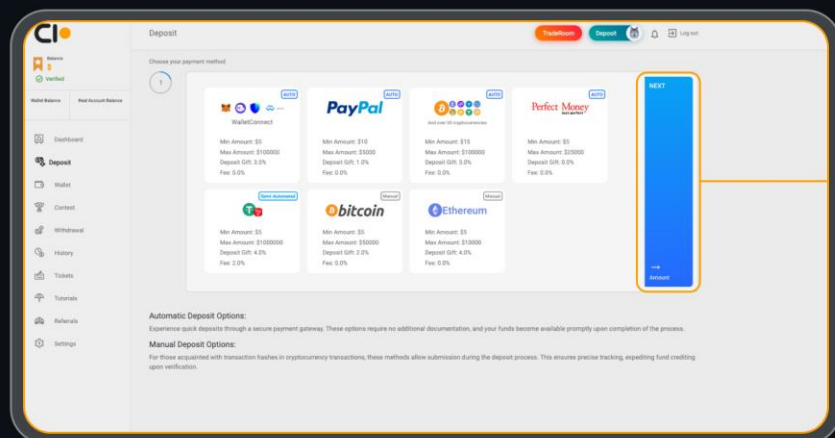 CI
Deposit
TradeRoom
Deposit
Log out
Balance
$
Verified
Wallet Balance
Real Account Balance
Dashboard
Deposit
Wallet
Contest
Withdrawal
History
Tickets
Tutorials
Referrals
Settings
Choose your payment method
1
AUTO
WalletConnect
Min Amount: $5
Max Amount: $100000
Deposit Gift: 3.0%
Fee: 5.0%
AUTO
PayPal
Min Amount: $10
Max Amount: $5000
Deposit Gift: 1.0%
Fee: 0.0%
AUTO
And over 50 cryptocurrencies
Min Amount: $15
Max Amount: $100000
Deposit Gift: 3.0%
Fee: 0.0%
AUTO
Perfect Money
Min Amount: $5
Max Amount: $25000
Deposit Gift: 0.0%
Fee: 0.0%
Semi Automated
Min Amount: $5
Max Amount: $1000000
Deposit Gift: 4.0%
Fee: 2.0%
Manual
bitcoin
Min Amount: $5
Max Amount: $50000
Deposit Gift: 2.0%
Fee: 0.0%
Manual
Ethereum
Min Amount: $5
Max Amount: $10000
Deposit Gift: 4.0%
Fee: 0.0%
NEXT
Amount
Automatic Deposit Options:
Experience quick deposits through a secure payment gateway. These options require no additional documentation, and your funds become available promptly upon completion of the process.
Manual Deposit Options:
For those acquainted with transaction hashes in cryptocurrency transactions, these methods allow submission during the deposit process. This ensures precise tracking, expediting fund crediting
upon verification.